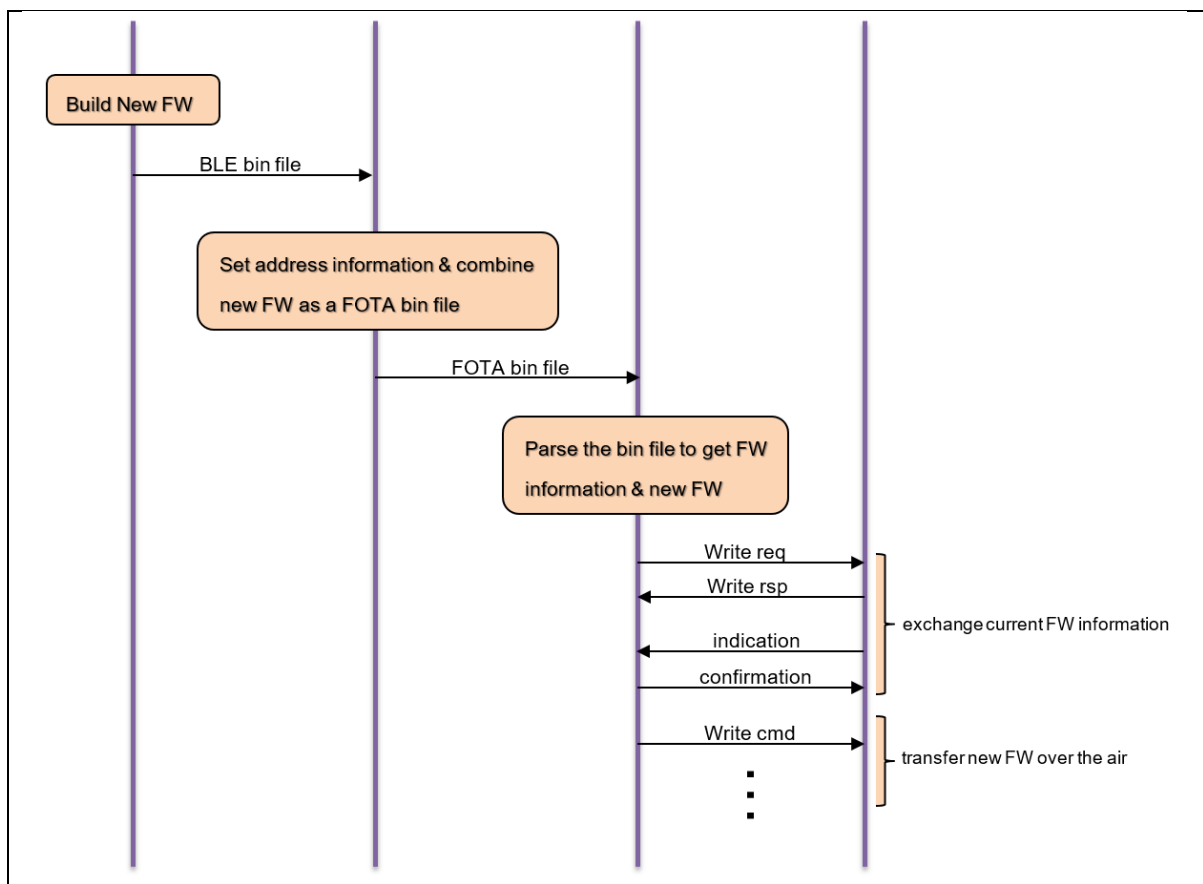 Build New FW
BLE bin file
Set address information & combine
new FW as a FOTA bin file
FOTA bin file
Parse the bin file to get FW
information & new FW
Write req
Write rsp
exchange current FW information
indication
confirmation
Write cmd
transfer new FW over the air